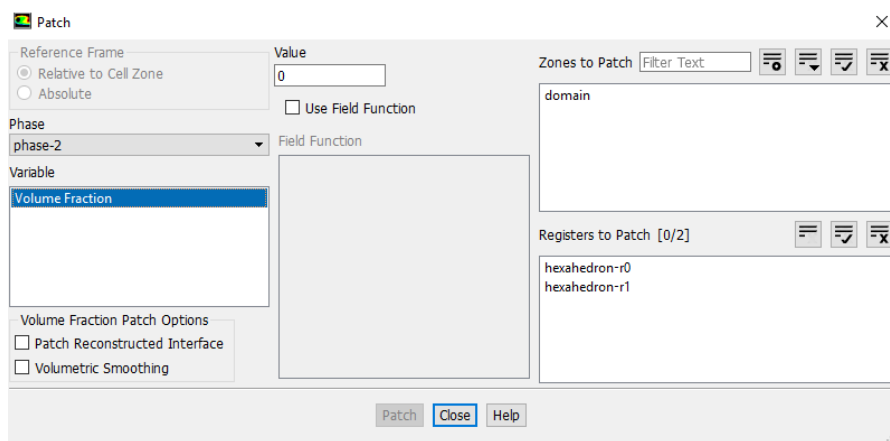 Patch
Reference Frame
Relative to Cell Zone
Absolute
Phase
phase-2
Variable
Volume Fraction
Volume Fraction Patch Options
Patch Reconstructed Interface
Volumetric Smoothing
Value
0
Use Field Function
Field Function
Zones to Patch Filter Text
domain
Registers to Patch [0/2]
hexahedron-r0
hexahedron-r1
Patch Close Help